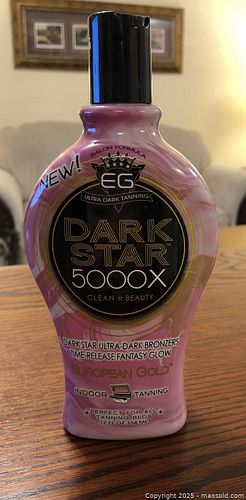 NEW!
SALON FORMULA
EG
ULTRA DARK TANNING
DARK
STAR
5000X
CLEAN ☆ BEAUTY
DARK STAR ULTRA-DARK BRONZERS
TIME RELEASE FANTASY GLOW
EUROPEAN GOLD™
INDOOR TANNING
PERFECT FOR ALL
TANNING BEDS
12 FL OZ 354 ML
Copyright 2025 - maxsold.com